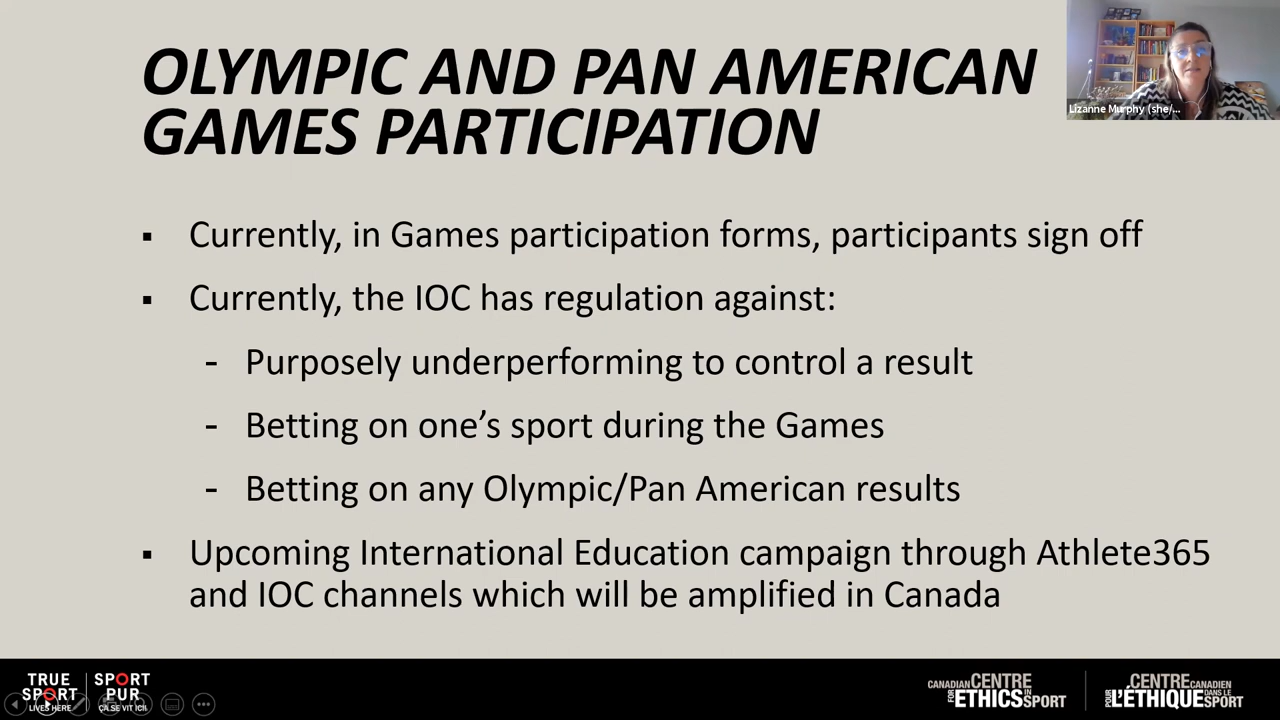 OLYMPIC AND PAN AMERICAN
GAMES PARTICIPATION
Lizanne Murphy (she/...
▪ Currently, in Games participation forms, participants sign off
▪ Currently, the IOC has regulation against:
- Purposely underperforming to control a result
- Betting on one’s sport during the Games
- Betting on any Olympic/Pan American results
▪ Upcoming International Education campaign through Athlete365
and IOC channels which will be amplified in Canada
TRUE
SPORT
LIVES HERE
SPORT
PUR
ÇA SE VIT ICI
CANADIAN CENTRE
FOR ETHICS IN SPORT
CENTRE CANADIEN
POUR L'ÉTHIQUE DANS LE SPORT